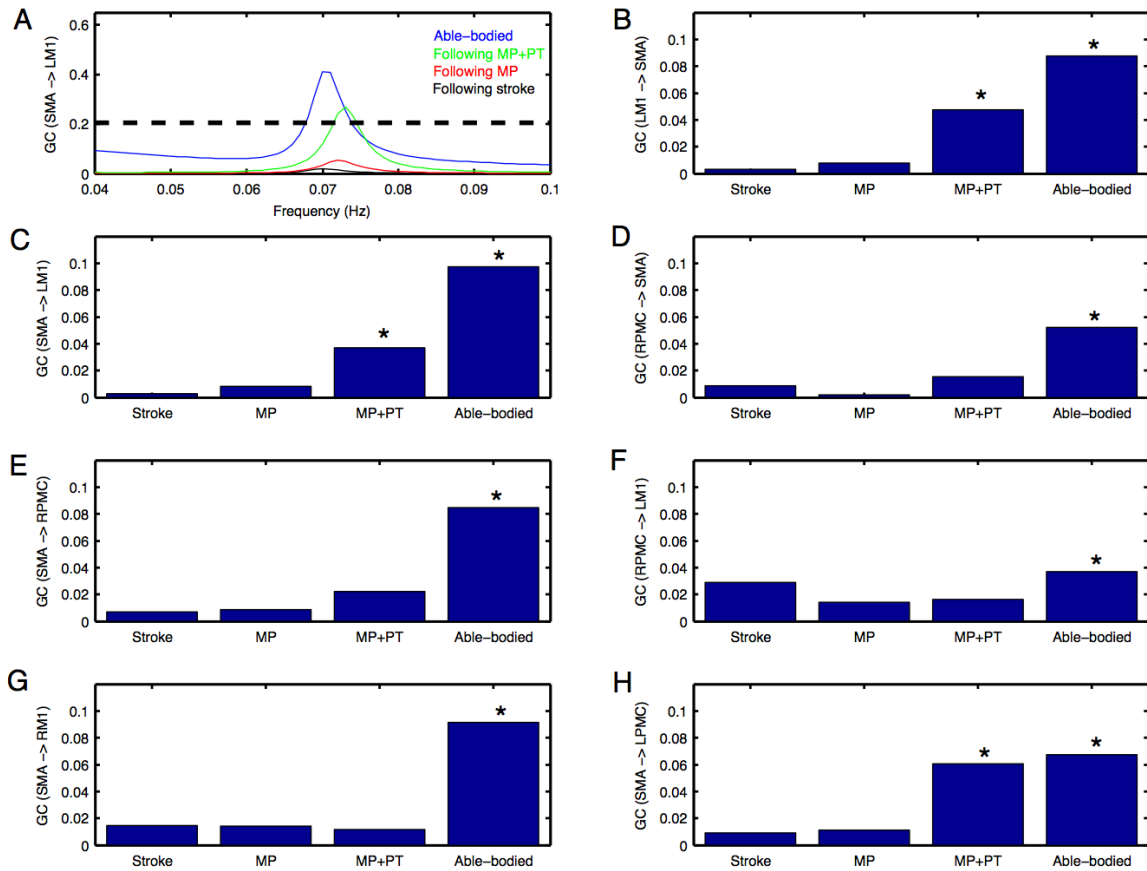 A
GC (SMA -> LM1)
0.6
0.4
0.2
0
Able-bodied
Following MP+PT
Following MP
Following stroke
0.04 0.05 0.06 0.07 0.08 0.09 0.1
Frequency (Hz)
B
GC (LM1 -> SMA)
0.1
0.08
0.06
0.04
0.02
0
*
*
Stroke MP MP+PT Able-bodied
C
GC (SMA -> LM1)
0.1
0.08
0.06
0.04
0.02
0
*
*
Stroke MP MP+PT Able-bodied
D
GC (RPMC -> SMA)
0.1
0.08
0.06
0.04
0.02
0
*
Stroke MP MP+PT Able-bodied
E
GC (SMA -> RPMC)
0.1
0.08
0.06
0.04
0.02
0
*
Stroke MP MP+PT Able-bodied
F
GC (RPMC -> LM1)
0.1
0.08
0.06
0.04
0.02
0
*
Stroke MP MP+PT Able-bodied
G
GC (SMA -> RM1)
0.1
0.08
0.06
0.04
0.02
0
*
Stroke MP MP+PT Able-bodied
H
GC (SMA -> LPMC)
0.1
0.08
0.06
0.04
0.02
0
*
*
Stroke MP MP+PT Able-bodied